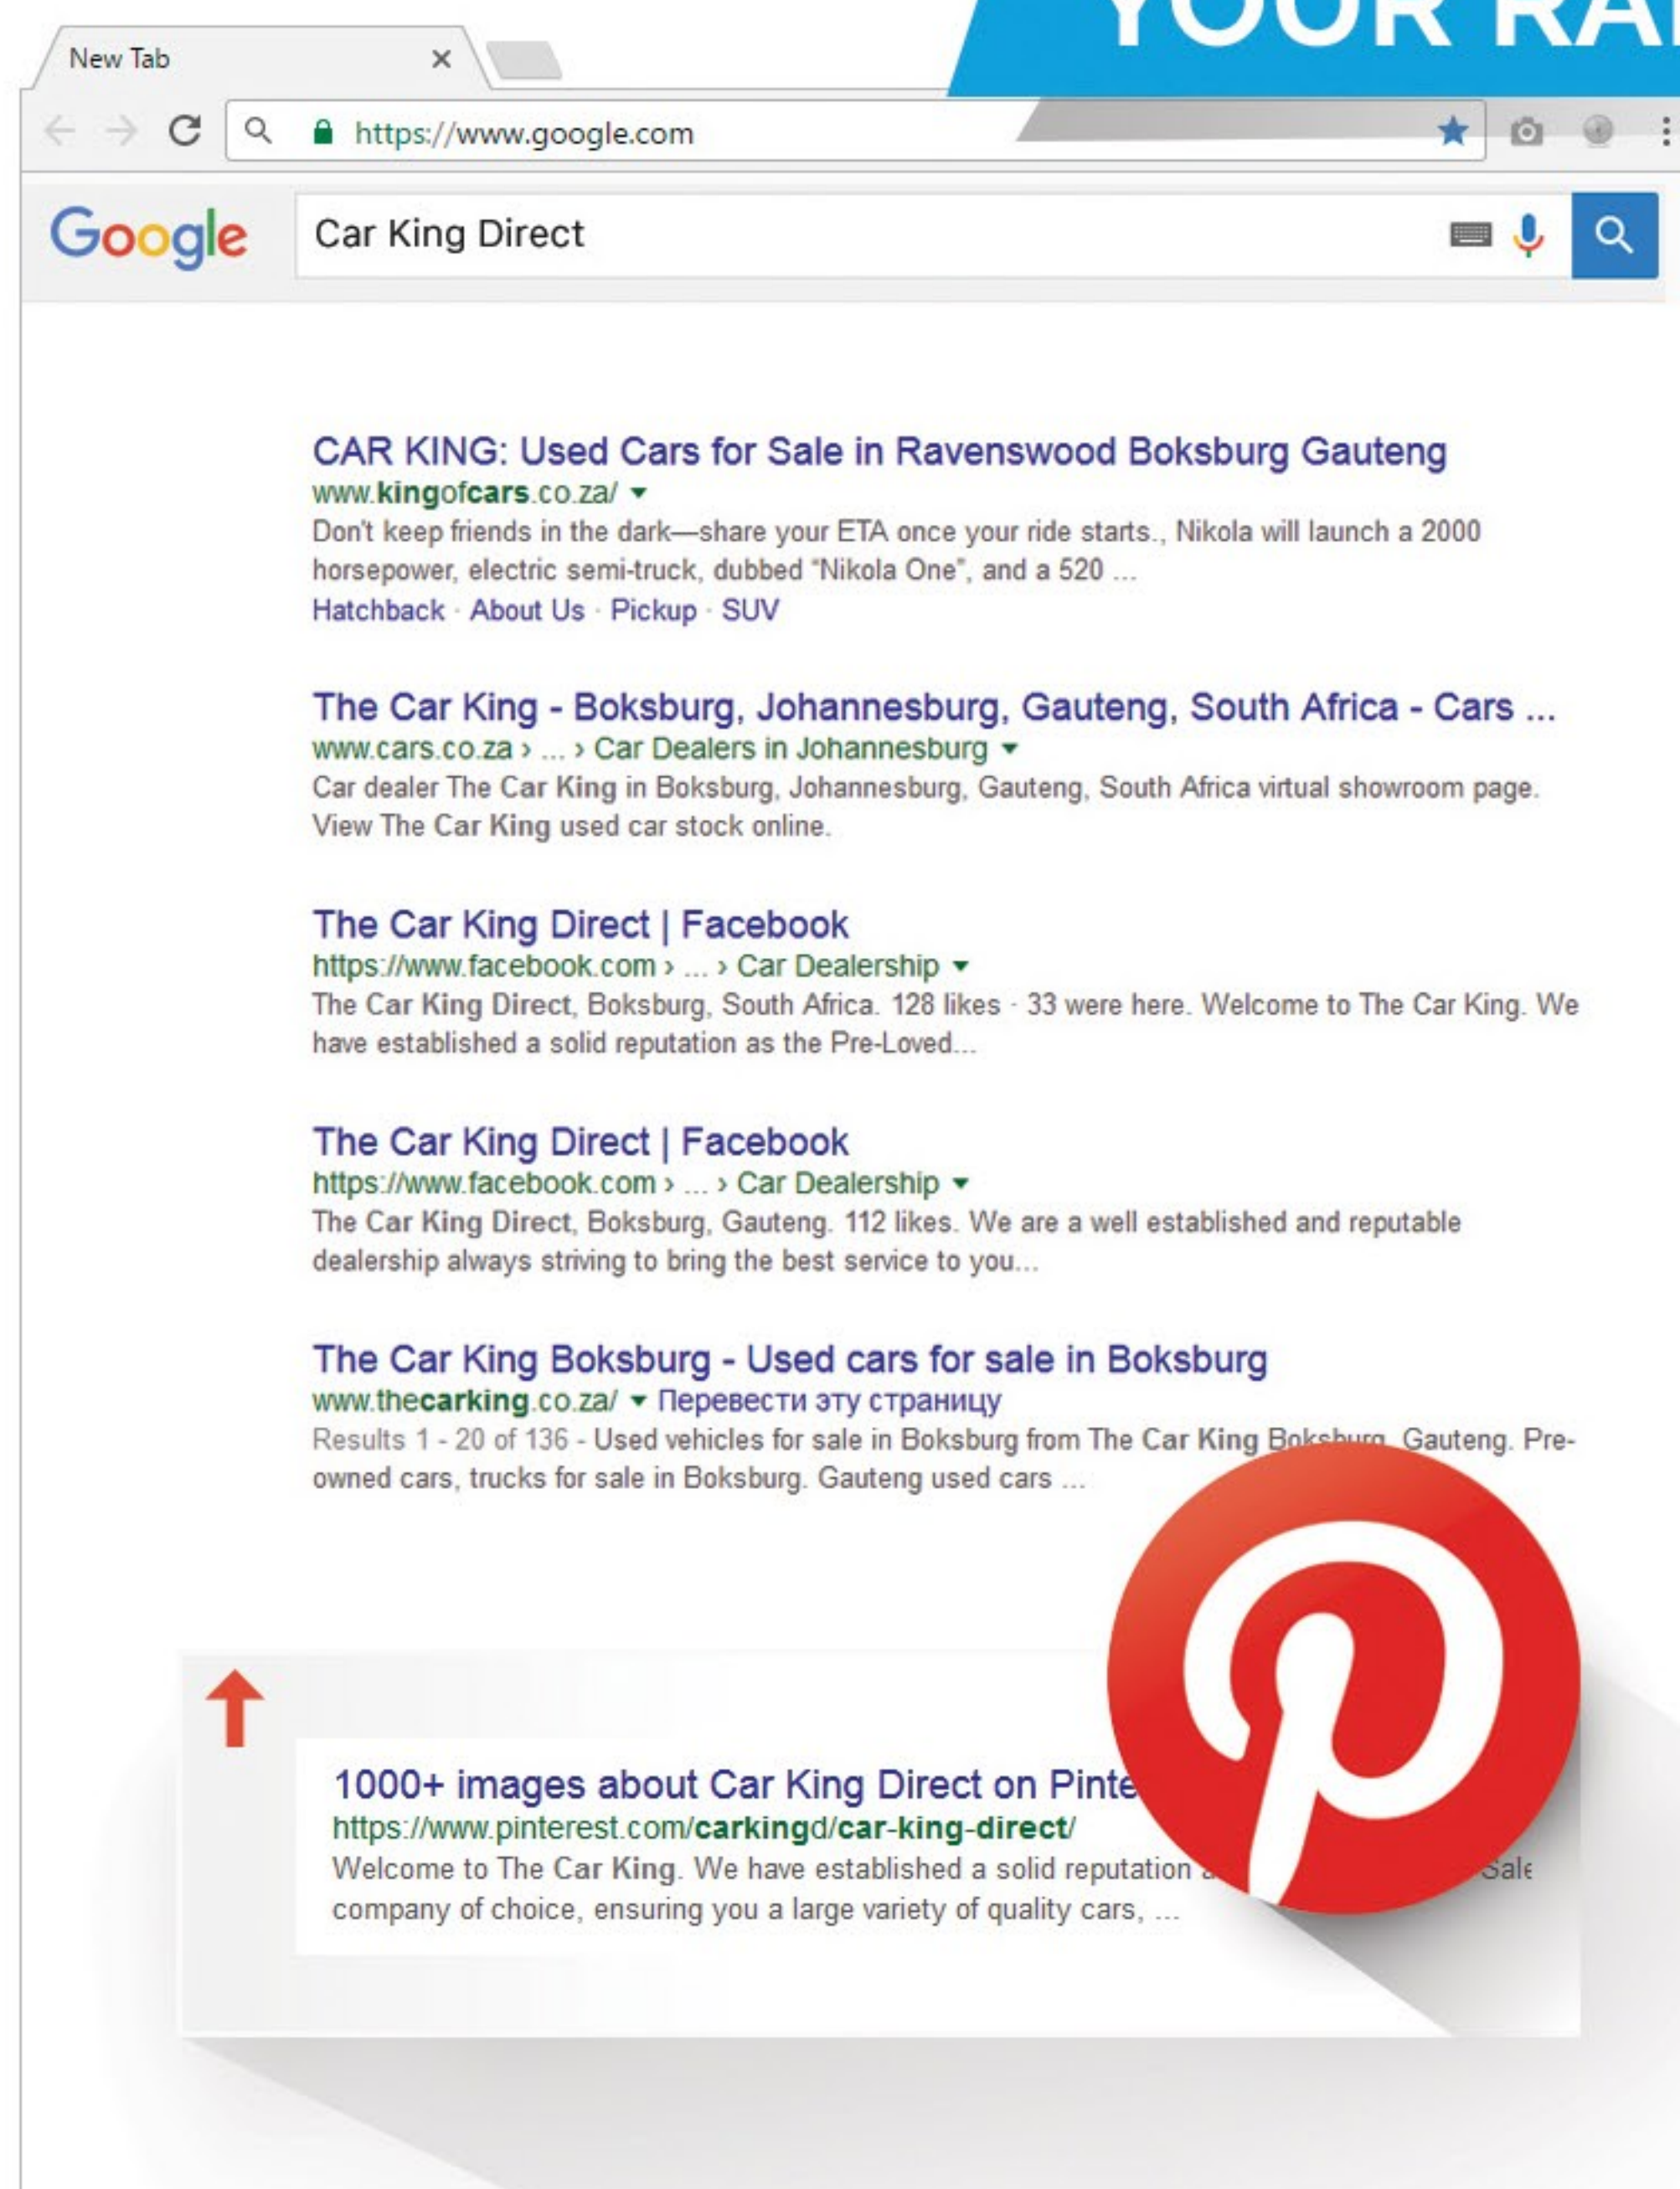 YOUR
New Tab
https://www.google.com
Google
Car King Direct
CAR KING: Used Cars for Sale in Ravenswood Boksburg Gauteng
www.kingofcars.co.za/
Don't keep friends in the dark—share your ETA once your ride starts., Nikola will launch a 2000
horsepower, electric semi-truck, dubbed “Nikola One”, and a 520 ...
Hatchback · About Us · Pickup · SUV
The Car King - Boksburg, Johannesburg, Gauteng, South Africa - Cars ...
www.cars.co.za › ... › Car Dealers in Johannesburg
Car dealer The Car King in Boksburg, Johannesburg, Gauteng, South Africa virtual showroom page.
View The Car King used car stock online.
The Car King Direct | Facebook
https://www.facebook.com › ... › Car Dealership
The Car King Direct, Boksburg, South Africa. 128 likes · 33 were here. Welcome to The Car King. We
have established a solid reputation as the Pre-Loved...
The Car King Direct | Facebook
https://www.facebook.com › ... › Car Dealership
The Car King Direct, Boksburg, Gauteng. 112 likes. We are a well established and reputable
dealership always striving to bring the best service to you...
The Car King Boksburg - Used cars for sale in Boksburg
www.thecarking.co.za/ Перевести эту страницу
Results 1 - 20 of 136 - Used vehicles for sale in Boksburg from The Car King Boksburg, Gauteng. Pre-
owned cars, trucks for sale in Boksburg. Gauteng used cars ...
1000+ images about Car King Direct on Pinte
https://www.pinterest.com/carkingd/car-king-direct/
Welcome to The Car King. We have established a solid reputation Sale
company of choice, ensuring you a large variety of quality cars, ...